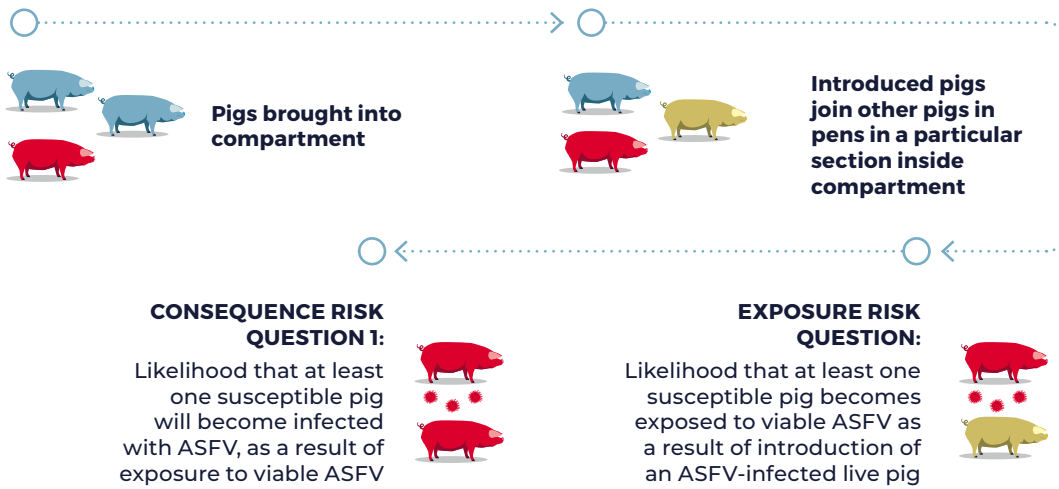 Pigs brought into
compartment
Introduced pigs
join other pigs in
pens in a particular
section inside
compartment
CONSEQUENCE RISK
QUESTION 1:
Likelihood that at least
one susceptible pig
will become infected
with ASFV, as a result of
exposure to viable ASFV
EXPOSURE RISK
QUESTION:
Likelihood that at least one
susceptible pig becomes
exposed to viable ASFV as
a result of introduction of
an ASFV-infected live pig